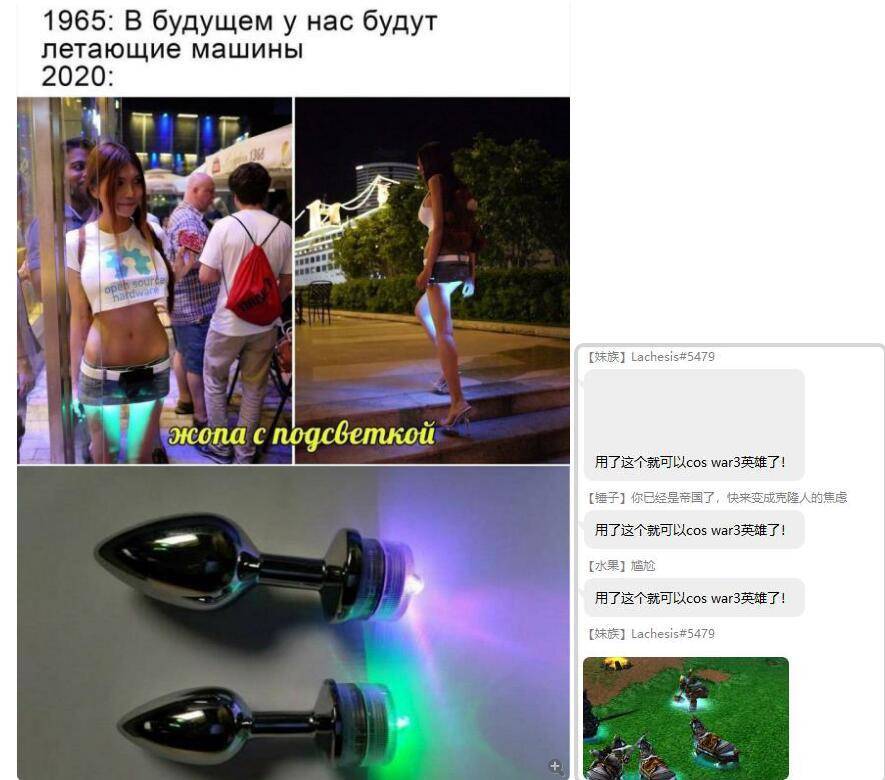 1965: В будущем у нас будут
летающие машины
2020:
open source
hardware
жопа с подсветкой
【妹族】Lachesis#5479
用了这个就可以cos war3英雄了!
【锤子】你已经是帝国了，快来变成克隆人的焦虑
用了这个就可以cos war3英雄了!
【水果】尴尬
用了这个就可以cos war3英雄了!
【妹族】Lachesis#5479